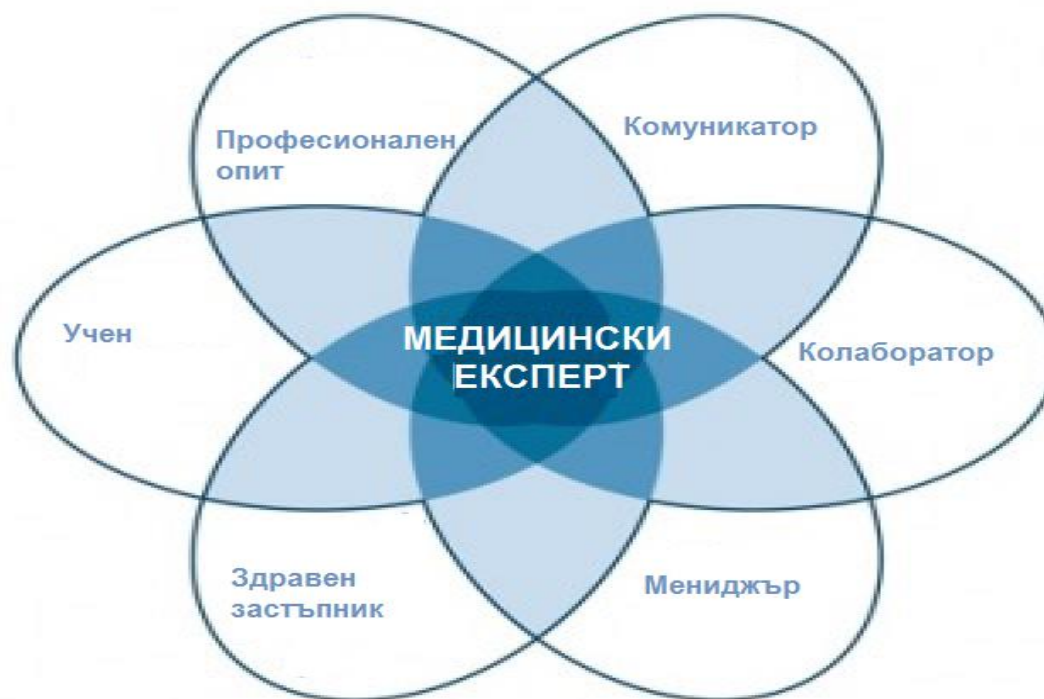 Професионален
опит
Комуникатор
Учен
МЕДИЦИНСКИ
ЕКСПЕРТ
Колаборатор
Здравен
застъпник
Мениджър